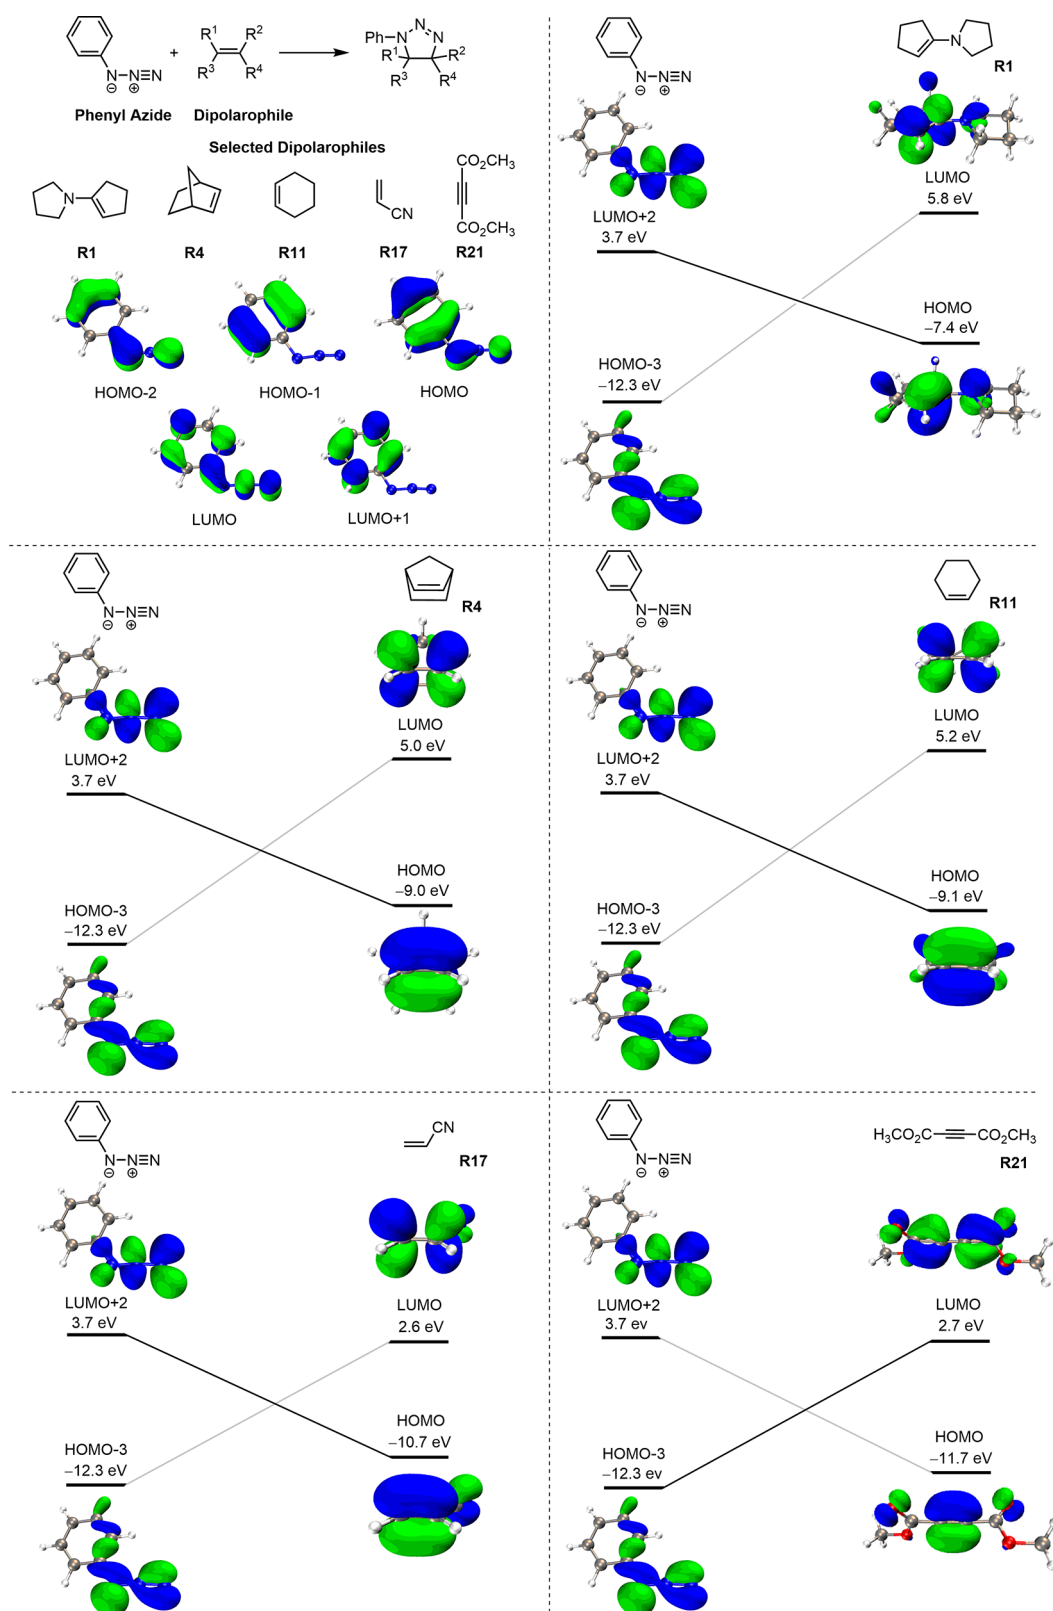 R¹ R²
N N N
Ph
+
N–N≡N
R³ R⁴
R¹ R²
R³ R⁴
⊖ ⊕
Phenyl Azide Dipolarophile
Selected Dipolarophiles
CO₂CH₃
N
CN
CO₂CH₃
R1 R4 R11 R17 R21
HOMO-2 HOMO-1 HOMO
LUMO LUMO+1
N
R1
N–N≡N
⊖ ⊕
LUMO
5.8 eV
LUMO+2
3.7 eV
HOMO
−7.4 eV
HOMO-3
−12.3 eV
R4
N–N≡N
⊖ ⊕
LUMO
5.0 eV
LUMO+2
3.7 eV
HOMO
−9.0 eV
HOMO-3
−12.3 eV
R11
N–N≡N
⊖ ⊕
LUMO
5.2 eV
LUMO+2
3.7 eV
HOMO
−9.1 eV
HOMO-3
−12.3 eV
CN
R17
N–N≡N
⊖ ⊕
LUMO+2
3.7 eV
LUMO
2.6 eV
HOMO
−10.7 eV
HOMO-3
−12.3 eV
H₃CO₂C CO₂CH₃
R21
N–N≡N
⊖ ⊕
LUMO+2
3.7 ev
LUMO
2.7 eV
HOMO
−11.7 eV
HOMO-3
−12.3 ev